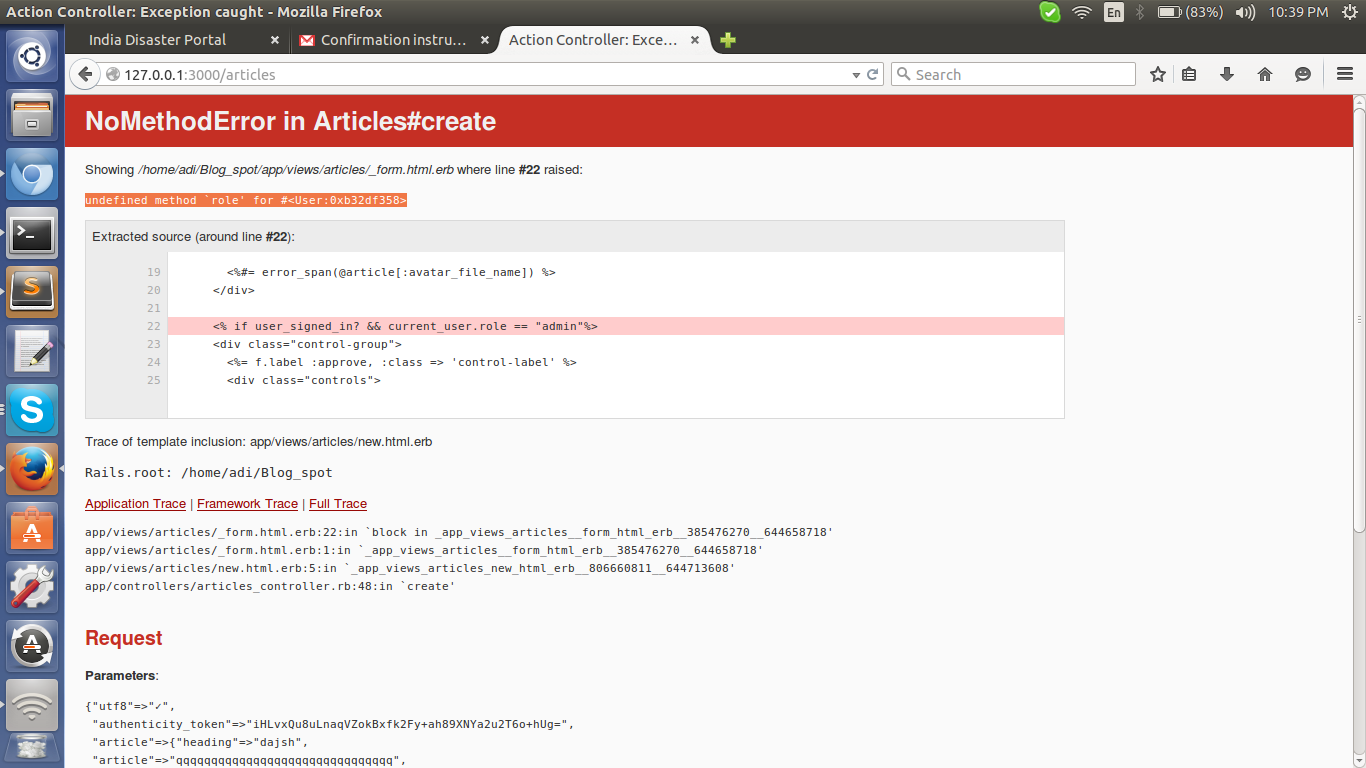 Action Controller: Exception caught - Mozilla Firefox
En
(83%)
10:39 PM
India Disaster Portal
Confirmation instru...
Action Controller: Exce...
127.0.0.1:3000/articles
Search
NoMethodError in Articles#create
Showing /home/adi/Blog_spot/app/views/articles/_form.html.erb where line #22 raised:
undefined method `role' for #<User:0xb32df358>
Extracted source (around line #22):
19 <%#= error_span(@article[:avatar_file_name]) %>
20 </div>
21
22 <% if user_signed_in? && current_user.role == "admin"%>
23 <div class="control-group">
24 <%= f.label :approve, :class => 'control-label' %>
25 <div class="controls">
Trace of template inclusion: app/views/articles/new.html.erb
Rails.root: /home/adi/Blog_spot
Application Trace | Framework Trace | Full Trace
app/views/articles/_form.html.erb:22:in `block in _app_views_articles__form_html_erb__385476270__644658718'
app/views/articles/_form.html.erb:1:in `_app_views_articles__form_html_erb__385476270__644658718'
app/views/articles/new.html.erb:5:in `_app_views_articles_new_html_erb__806660811__644713608'
app/controllers/articles_controller.rb:48:in `create'
Request
Parameters:
{"utf8"=>"✓",
"authenticity_token"=>"iHLvxQu8uLnaqVZokBxfk2Fy+ah89XNYa2u2T6o+hUg=",
"article"=>{"heading"=>"dajsh",
"article"=>"qqqqqqqqqqqqqqqqqqqqqqqqqqqqqqq",